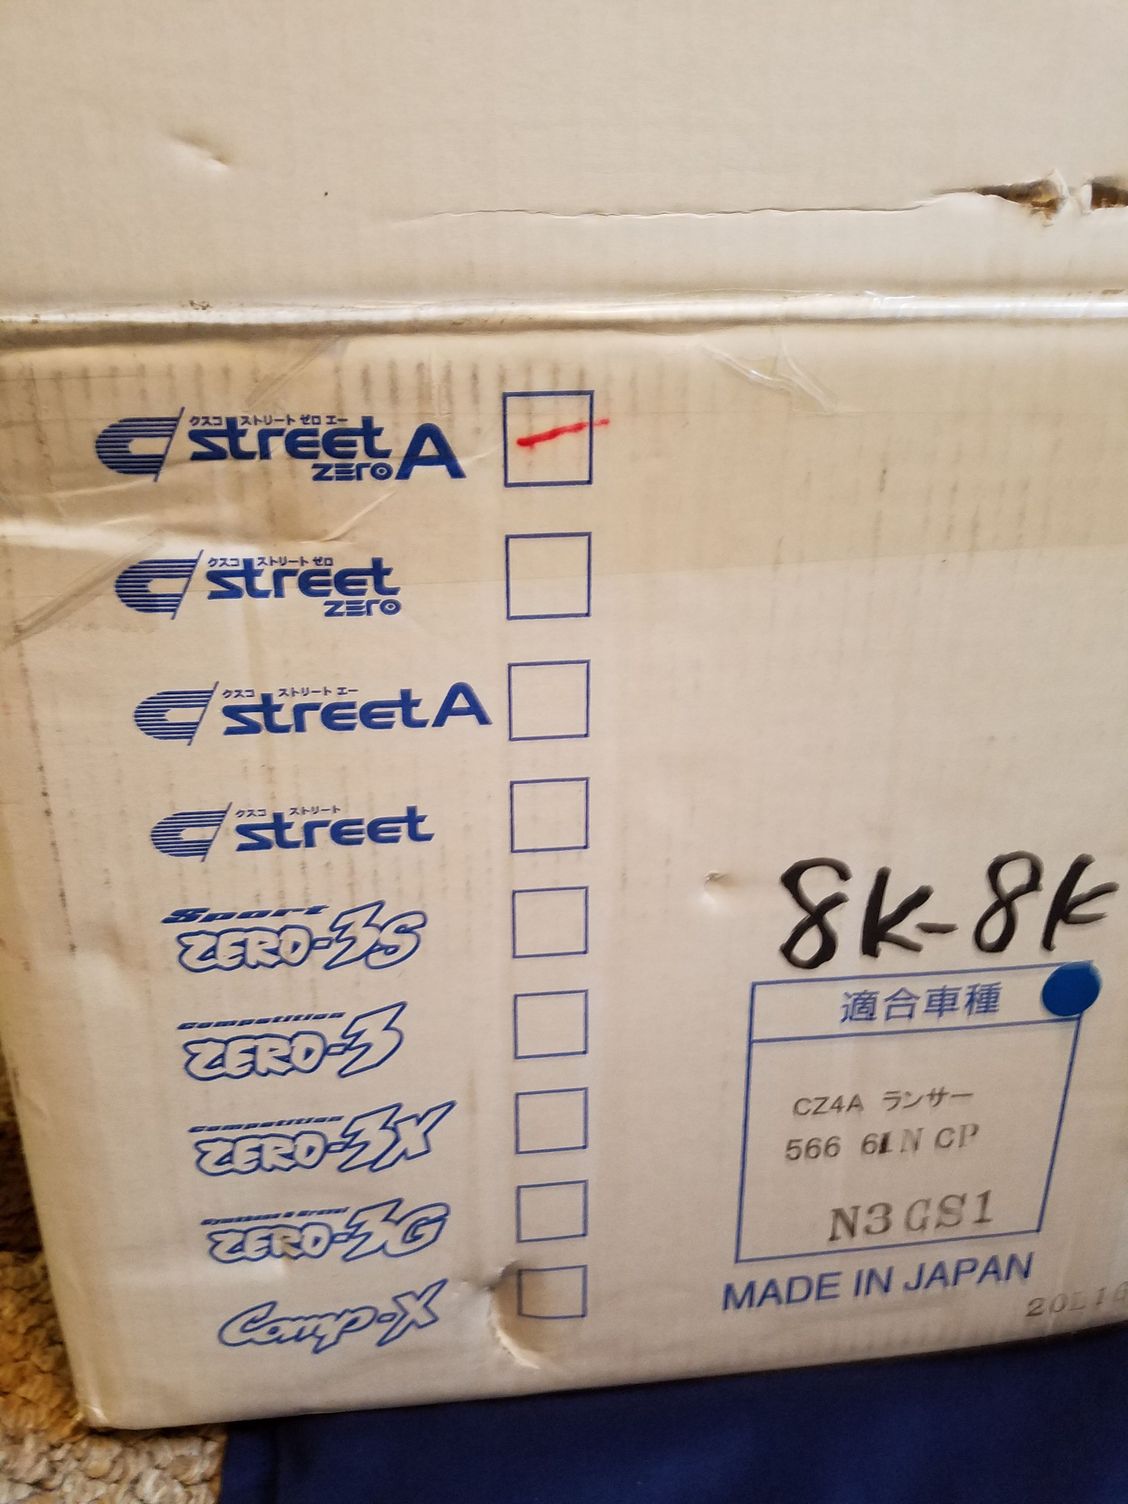 クスコ ストリート ゼロ エー
street A
ZERO
クスコ ストリート ゼロ
street
ZERO
クスコ ストリート エー
street A
クスコ ストリート
street
Sport
ZERO-3S
Competition
ZERO-3
Competition
ZERO-3X
ZERO-3G
Comp-X
8K-8K
適合車種
CZ4A ランサー
566 61N CP
N3GS1
MADE IN JAPAN